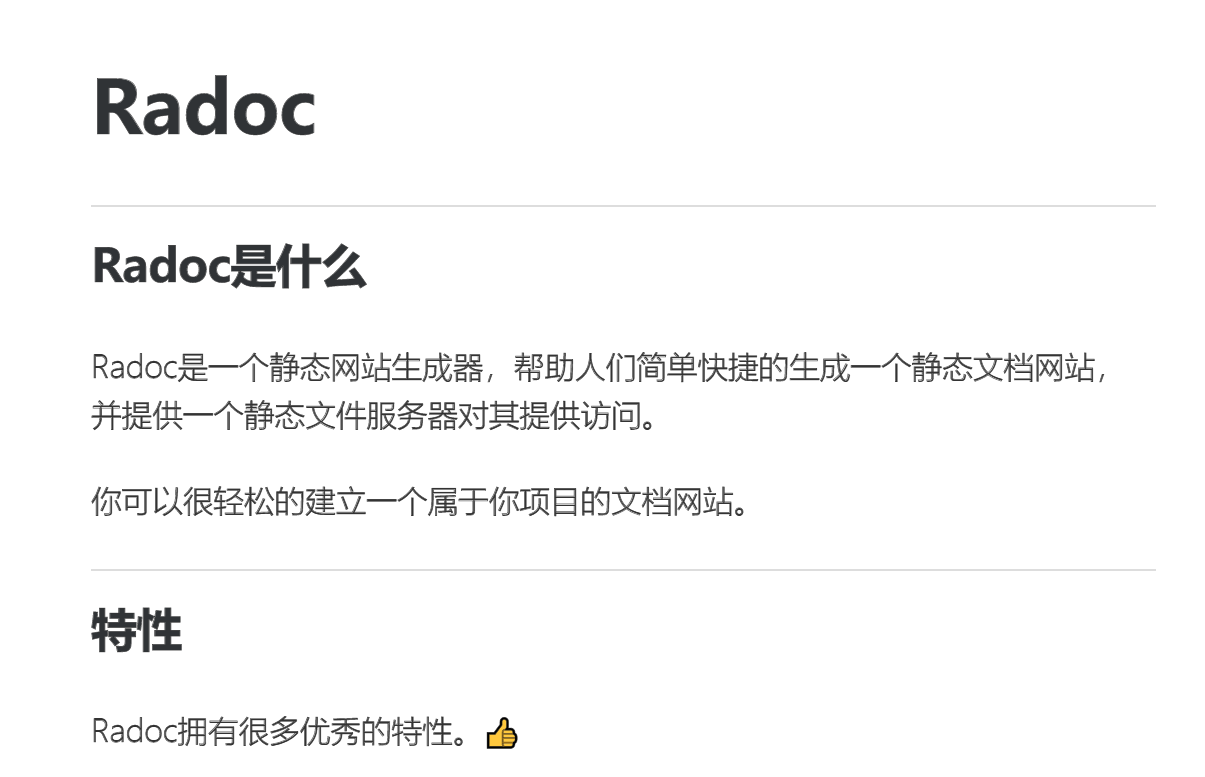 Radoc
Radoc是什么
Radoc是一个静态网站生成器，帮助人们简单快捷的生成一个静态文档网站，
并提供一个静态文件服务器对其提供访问。
你可以很轻松的建立一个属于你项目的文档网站。
特性
Radoc拥有很多优秀的特性。👍